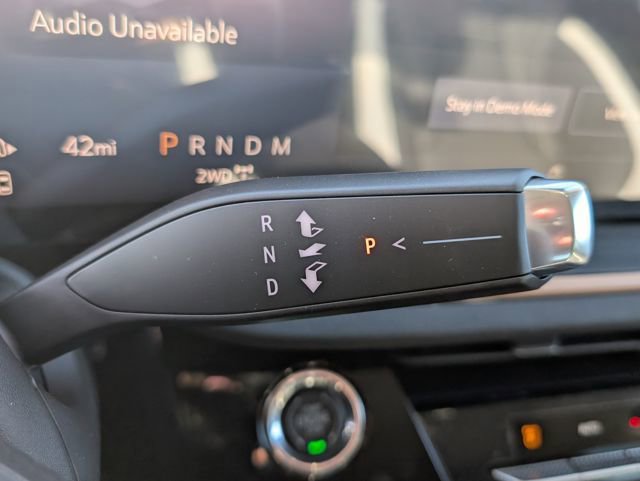 Audio Unavailable
Stay in Demo Mode
42mi P R N D M
2WD
R
N P <
D